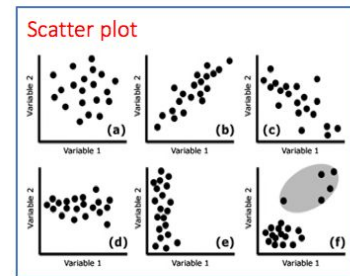 Scatter plot
Variable 2
(a)
Variable 1
Variable 2
(b)
Variable 1
Variable 2
(c)
Variable 1
Variable 2
(d)
Variable 1
Variable 2
(e)
Variable 1
Variable 2
(f)
Variable 1